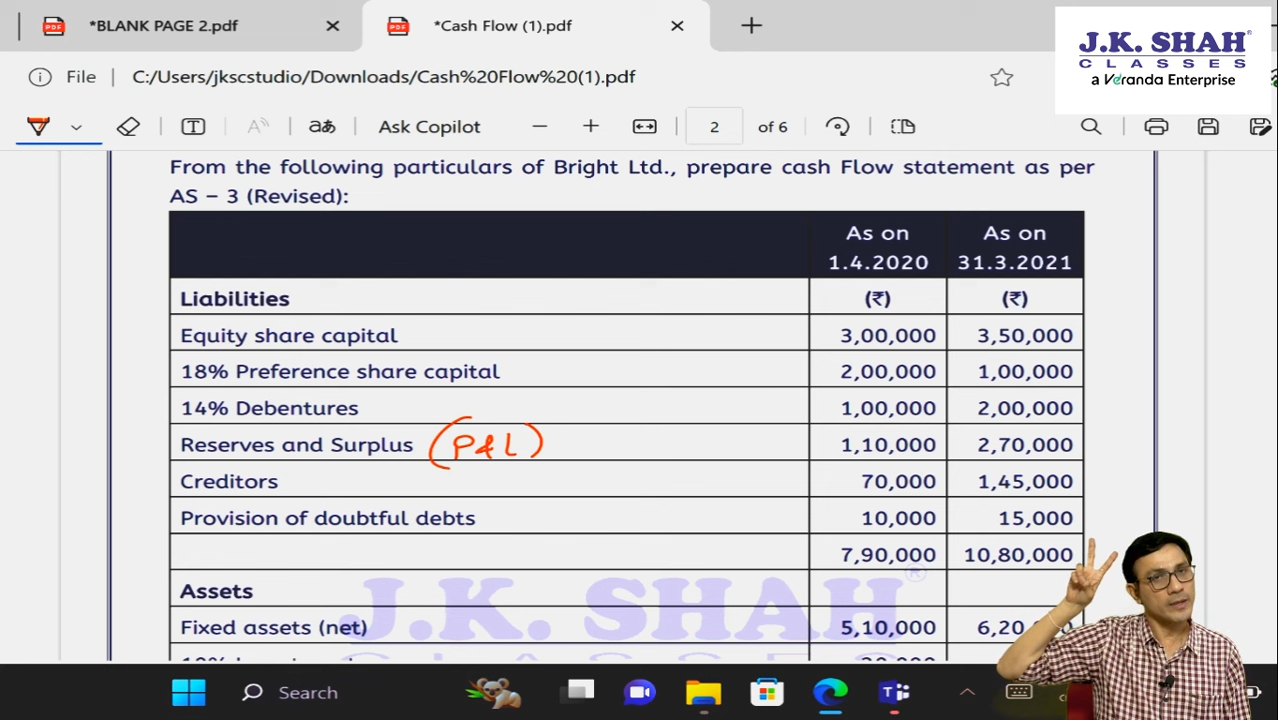 *BLANK PAGE 2.pdf
*Cash Flow (1).pdf
J.K. SHAH®
CLASSES
a Veranda Enterprise
File C:/Users/jkscstudio/Downloads/Cash%20Flow%20(1).pdf
Ask Copilot 2 of 6
From the following particulars of Bright Ltd., prepare cash Flow statement as per
AS – 3 (Revised):
As on 1.4.2020 As on 31.3.2021
Liabilities (₹) (₹)
Equity share capital 3,00,000 3,50,000
18% Preference share capital 2,00,000 1,00,000
14% Debentures 1,00,000 2,00,000
Reserves and Surplus (P&L) 1,10,000 2,70,000
Creditors 70,000 1,45,000
Provision of doubtful debts 10,000 15,000
7,90,000 10,80,000
Assets
Fixed assets (net) 5,10,000 6,20
J.K. SHAH®
Search